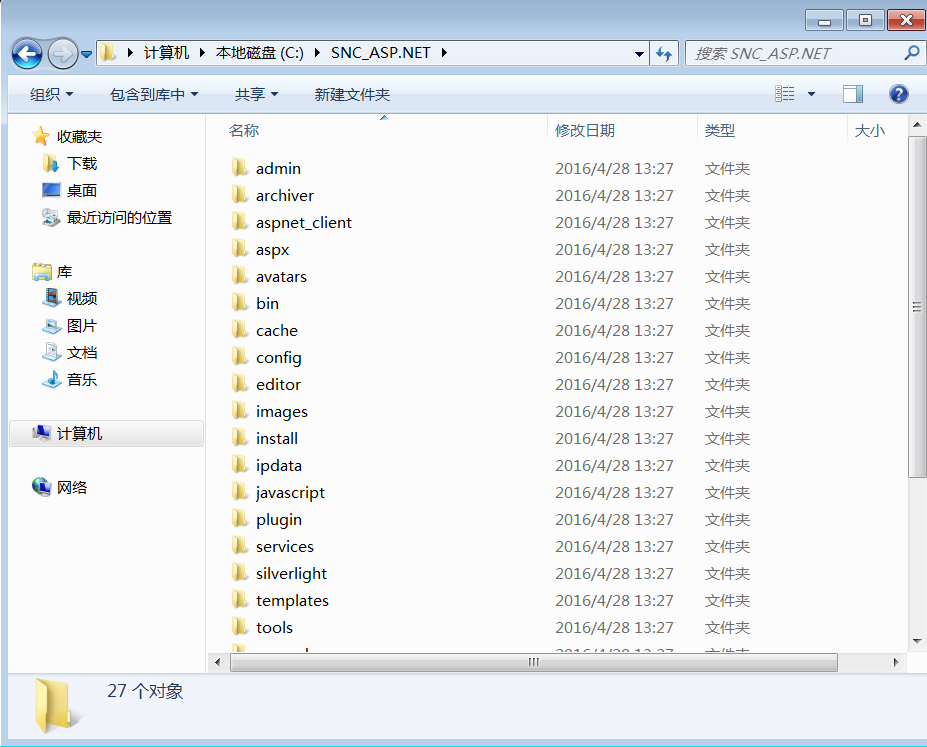 计算机 本地磁盘 (C:) SNC_ASP.NET 搜索 SNC_ASP.NET
组织 包含到库中 共享 新建文件夹
收藏夹
下载
桌面
最近访问的位置
库
视频
图片
文档
音乐
计算机
网络
名称 修改日期 类型 大小
admin 2016/4/28 13:27 文件夹
archiver 2016/4/28 13:27 文件夹
aspnet_client 2016/4/28 13:27 文件夹
aspx 2016/4/28 13:27 文件夹
avatars 2016/4/28 13:27 文件夹
bin 2016/4/28 13:27 文件夹
cache 2016/4/28 13:27 文件夹
config 2016/4/28 13:27 文件夹
editor 2016/4/28 13:27 文件夹
images 2016/4/28 13:27 文件夹
install 2016/4/28 13:27 文件夹
ipdata 2016/4/28 13:27 文件夹
javascript 2016/4/28 13:27 文件夹
plugin 2016/4/28 13:27 文件夹
services 2016/4/28 13:27 文件夹
silverlight 2016/4/28 13:27 文件夹
templates 2016/4/28 13:27 文件夹
tools 2016/4/28 13:27 文件夹
27 个对象